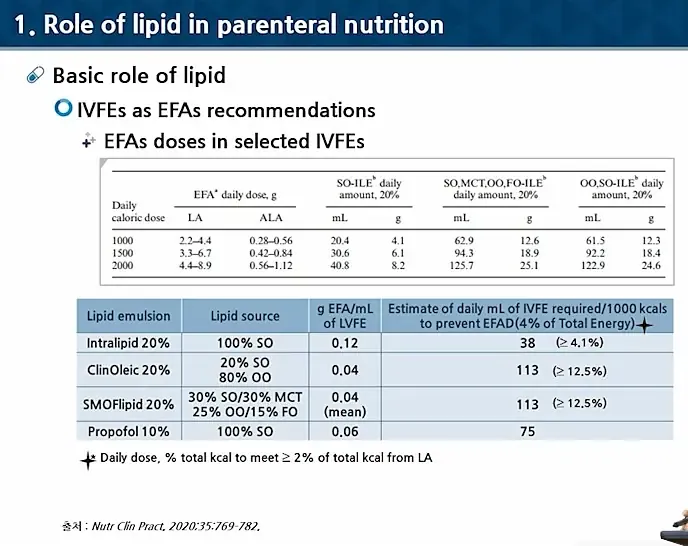 1. Role of lipid in parenteral nutrition
Basic role of lipid
IVFEs as EFAs recommendations
EFAs doses in selected IVFEs
Daily caloric dose EFAᵃ daily dose, g SO-ILEᵇ daily amount, 20% SO,MCT,OO,FO-ILEᵇ daily amount, 20% OO,SO-ILEᵇ daily amount, 20%
LA ALA mL g mL g mL g
1000 2.2–4.4 0.28–0.56 20.4 4.1 62.9 12.6 61.5 12.3
1500 3.3–6.7 0.42–0.84 30.6 6.1 94.3 18.9 92.2 18.4
2000 4.4–8.9 0.56–1.12 40.8 8.2 125.7 25.1 122.9 24.6
Lipid emulsion Lipid source g EFA/mL of LVFE Estimate of daily mL of IVFE required/1000 kcals to prevent EFAD(4% of Total Energy)
Intralipid 20% 100% SO 0.12 38 (≥ 4.1%)
ClinOleic 20% 20% SO 80% OO 0.04 113 (≥ 12.5%)
SMOFlipid 20% 30% SO/30% MCT 25% OO/15% FO 0.04 (mean) 113 (≥ 12.5%)
Propofol 10% 100% SO 0.06 75
* Daily dose, % total kcal to meet ≥ 2% of total kcal from LA
출처 : Nutr Clin Pract. 2020;35:769-782.